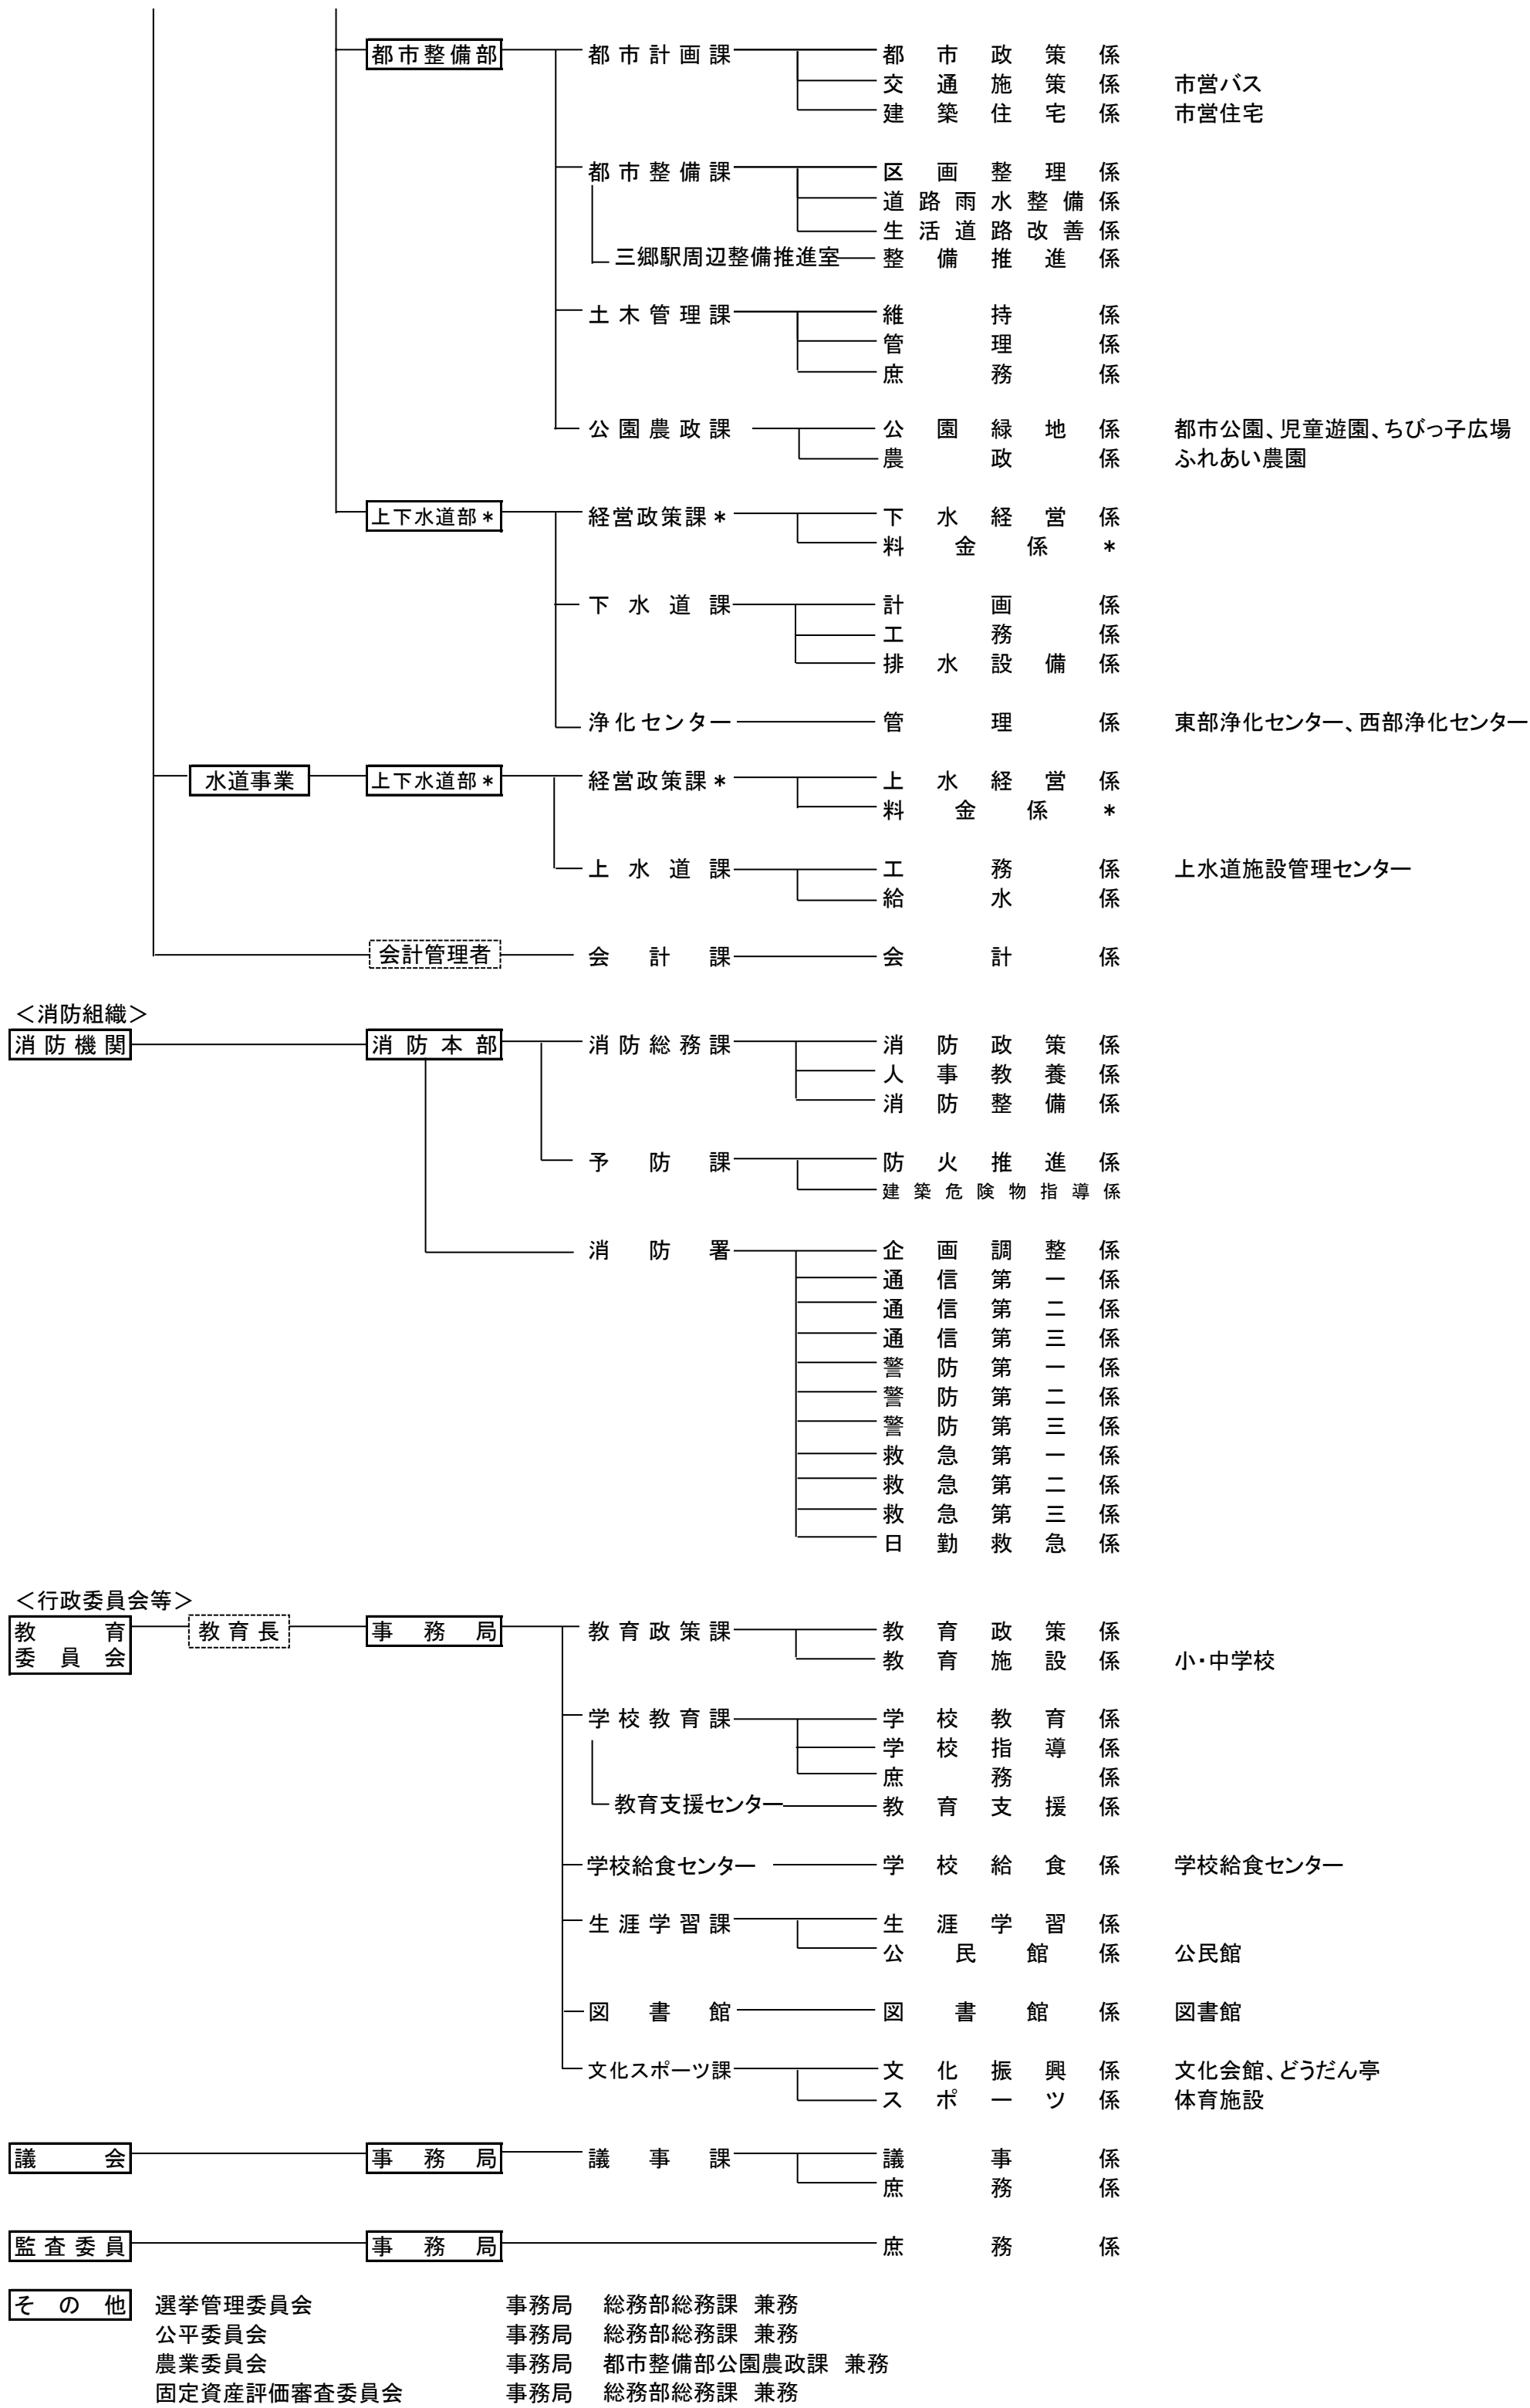 都市整備部 都市計画課 都市政策係
交通施策係 市営バス
建築住宅係 市営住宅
都市整備課 区画整理係
道路雨水整備係
生活道路改善係
三郷駅周辺整備推進室 整備推進係
土木管理課 維持係
管理係
庶務係
公園農政課 公園緑地係 都市公園、児童遊園、ちびっ子広場
農政係 ふれあい農園
上下水道部* 経営政策課* 下水経営係
料金係*
下水道課 計画係
工務係
排水設備係
浄化センター 管理係 東部浄化センター、西部浄化センター
水道事業 上下水道部* 経営政策課* 上水経営係
料金係*
上水道課 工務係 上水道施設管理センター
給水係
会計管理者 会計課 会計係
<消防組織>
消防機関 消防本部 消防総務課 消防政策係
人事教養係
消防整備係
予防課 防火推進係
建築危険物指導係
消防署 企画調整係
通信第一係
通信第二係
通信第三係
警防第一係
警防第二係
警防第三係
救急第一係
救急第二係
救急第三係
日勤救急係
<行政委員会等>
教育委員会 教育長 事務局 教育政策課 教育政策係
教育施設係 小・中学校
学校教育課 学校教育係
学校指導係
庶務係
教育支援センター 教育支援係
学校給食センター 学校給食係 学校給食センター
生涯学習課 生涯学習係
公民館係 公民館
図書館 図書館係 図書館
文化スポーツ課 文化振興係 文化会館、どうだん亭
スポーツ係 体育施設
議会 事務局 議事課 議事係
庶務係
監査委員 事務局 庶務係
その他 選挙管理委員会 事務局 総務部総務課 兼務
公平委員会 事務局 総務部総務課 兼務
農業委員会 事務局 都市整備部公園農政課 兼務
固定資産評価審査委員会 事務局 総務部総務課 兼務